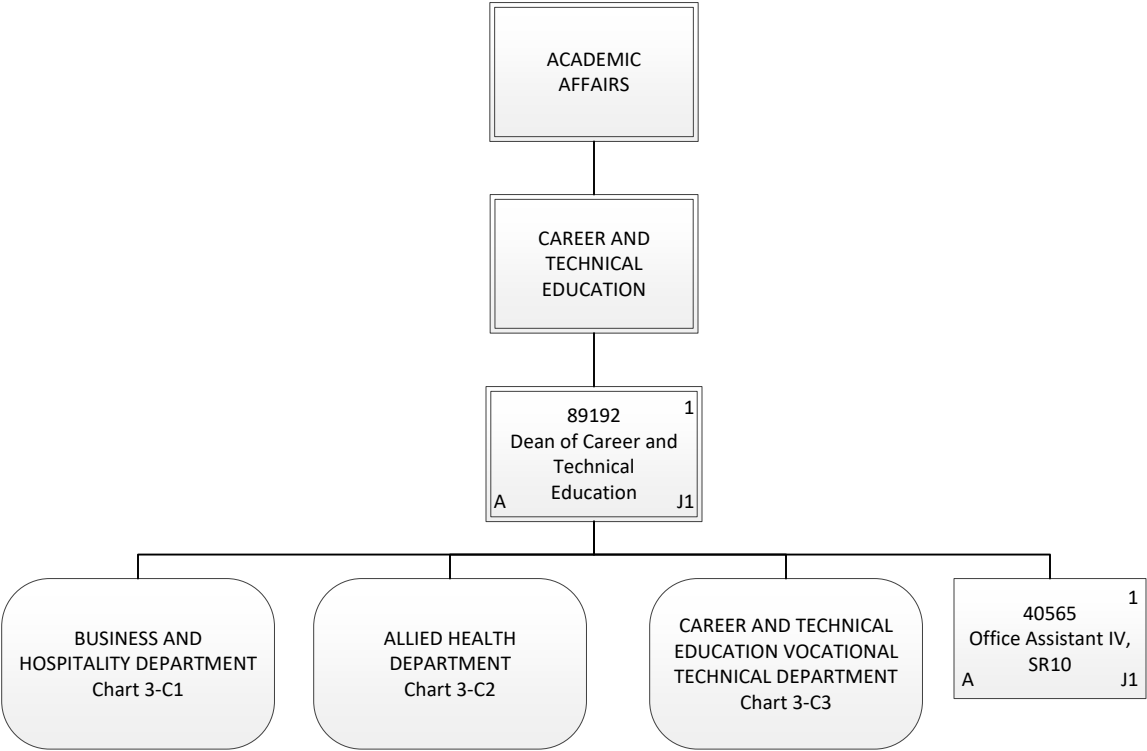 ACADEMIC
AFFAIRS
CAREER AND
TECHNICAL
EDUCATION
1
89192
Dean of Career and
Technical
Education
A
J1
BUSINESS AND
HOSPITALITY DEPARTMENT
Chart 3-C1
ALLIED HEALTH
DEPARTMENT
Chart 3-C2
CAREER AND TECHNICAL
EDUCATION VOCATIONAL
TECHNICAL DEPARTMENT
Chart 3-C3
1
40565
Office Assistant IV,
SR10
A
J1